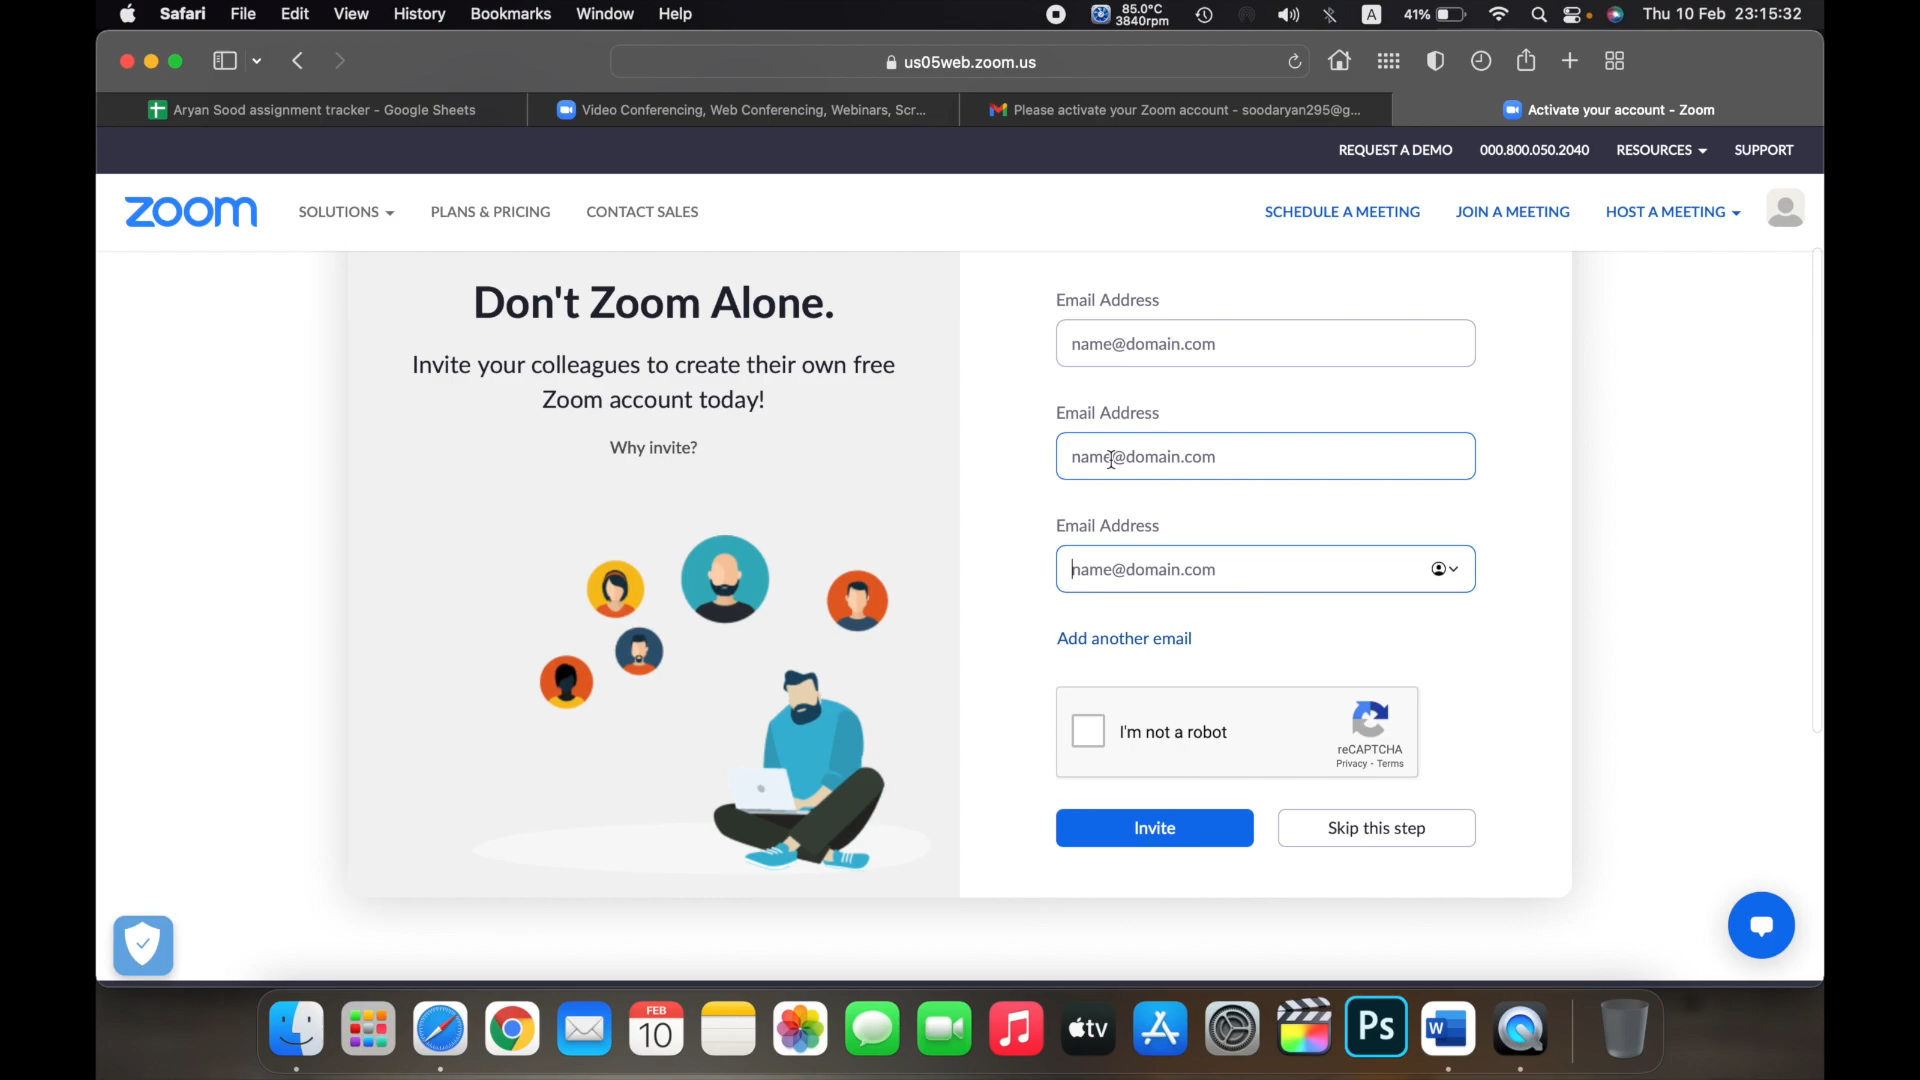 Safari File Edit View History Bookmarks Window Help 85.0°C 3840rpm A 41% Thu 10 Feb 23:15:32
us05web.zoom.us
Aryan Sood assignment tracker - Google Sheets
Video Conferencing, Web Conferencing, Webinars, Scr...
Please activate your Zoom account - soodaryan295@g...
Activate your account - Zoom
REQUEST A DEMO 000.800.050.2040 RESOURCES SUPPORT
zoom SOLUTIONS PLANS & PRICING CONTACT SALES SCHEDULE A MEETING JOIN A MEETING HOST A MEETING
Don't Zoom Alone.
Invite your colleagues to create their own free
Zoom account today!
Why invite?
Email Address
name@domain.com
Email Address
name@domain.com
Email Address
name@domain.com
Add another email
I'm not a robot
reCAPTCHA
Privacy - Terms
Invite
Skip this step
FEB
10
tv
Ps
W